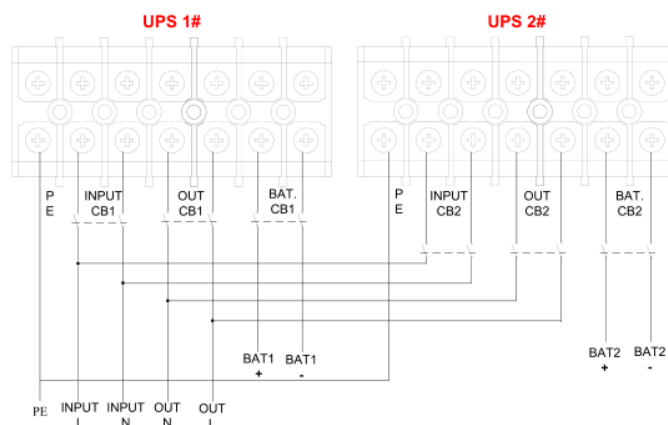 UPS 1# UPS 2#
P
E
INPUT
CB1
OUT
CB1
BAT.
CB1
P
E
INPUT
CB2
OUT
CB2
BAT.
CB2
BAT1
+
BAT1
-
BAT2
+
BAT2
-
PE
INPUT
L
INPUT
N
OUT
N
OUT
L